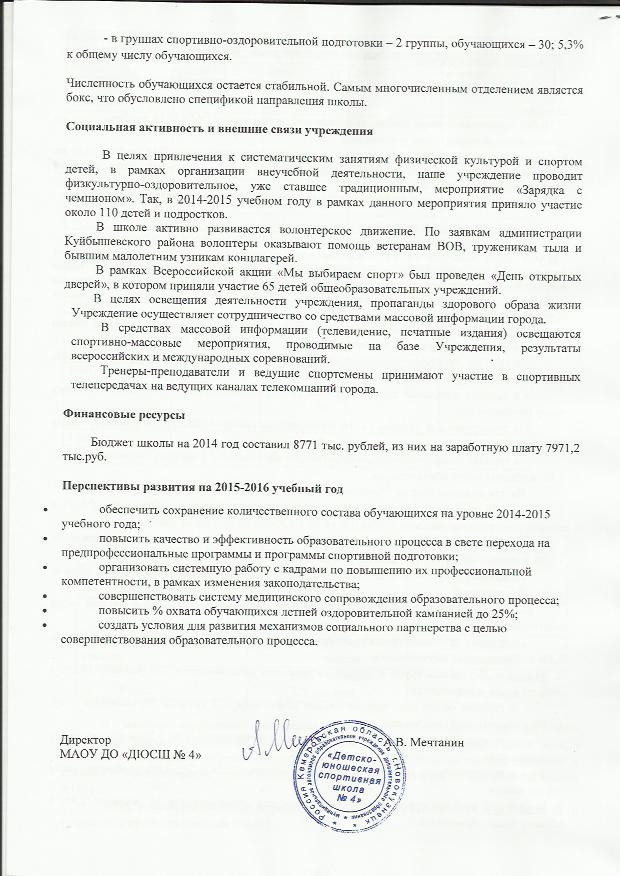 - в группах спортивно-оздоровительной подготовки – 2 группы, обучающихся – 30; 5,3%
к общему числу обучающихся.
Численность обучающихся остается стабильной. Самым многочисленным отделением является
бокс, что обусловлено спецификой направления школы.
Социальная активность и внешние связи учреждения
В целях привлечения к систематическим занятиям физической культурой и спортом
детей, в рамках организации внеучебной деятельности, наше учреждение проводит
физкультурно-оздоровительное, уже ставшее традиционным, мероприятие «Зарядка с
чемпионом». Так, в 2014-2015 учебном году в рамках данного мероприятия приняло участие
около 110 детей и подростков.
В школе активно развивается волонтерское движение. По заявкам администрации
Куйбышевского района волонтеры оказывают помощь ветеранам ВОВ, труженикам тыла и
бывшим малолетним узникам концлагерей.
В рамках Всероссийской акции «Мы выбираем спорт» был проведен «День открытых
дверей», в котором приняли участие 65 детей общеобразовательных учреждений.
В целях освещения деятельности учреждения, пропаганды здорового образа жизни
Учреждение осуществляет сотрудничество со средствами массовой информации города.
В средствах массовой информации (телевидение, печатные издания) освещаются
спортивно-массовые мероприятия, проводимые на базе Учреждения, результаты
всероссийских и международных соревнований.
Тренеры-преподаватели и ведущие спортсмены принимают участие в спортивных
телепередачах на ведущих каналах телекомпаний города.
Финансовые ресурсы
Бюджет школы на 2014 год составил 8771 тыс. рублей, из них на заработную плату 7971,2
тыс.руб.
Перспективы развития на 2015-2016 учебный год
• обеспечить сохранение количественного состава обучающихся на уровне 2014-2015
учебного года;
• повысить качество и эффективность образовательного процесса в свете перехода на
предпрофессиональные программы и программы спортивной подготовки;
• организовать системную работу с кадрами по повышению их профессиональной
компетентности, в рамках изменения законодательства;
• совершенствовать систему медицинского сопровождения образовательного процесса;
• повысить % охвата обучающихся летней оздоровительной кампанией до 25%;
• создать условия для развития механизмов социального партнерства с целью
совершенствования образовательного процесса.
Директор А.В. Мечтанин
МАОУ ДО «ДЮСШ № 4»
Россия Кемеровская область г.Новокузнецк
«Детско-
юношеская
спортивная
школа
№ 4»